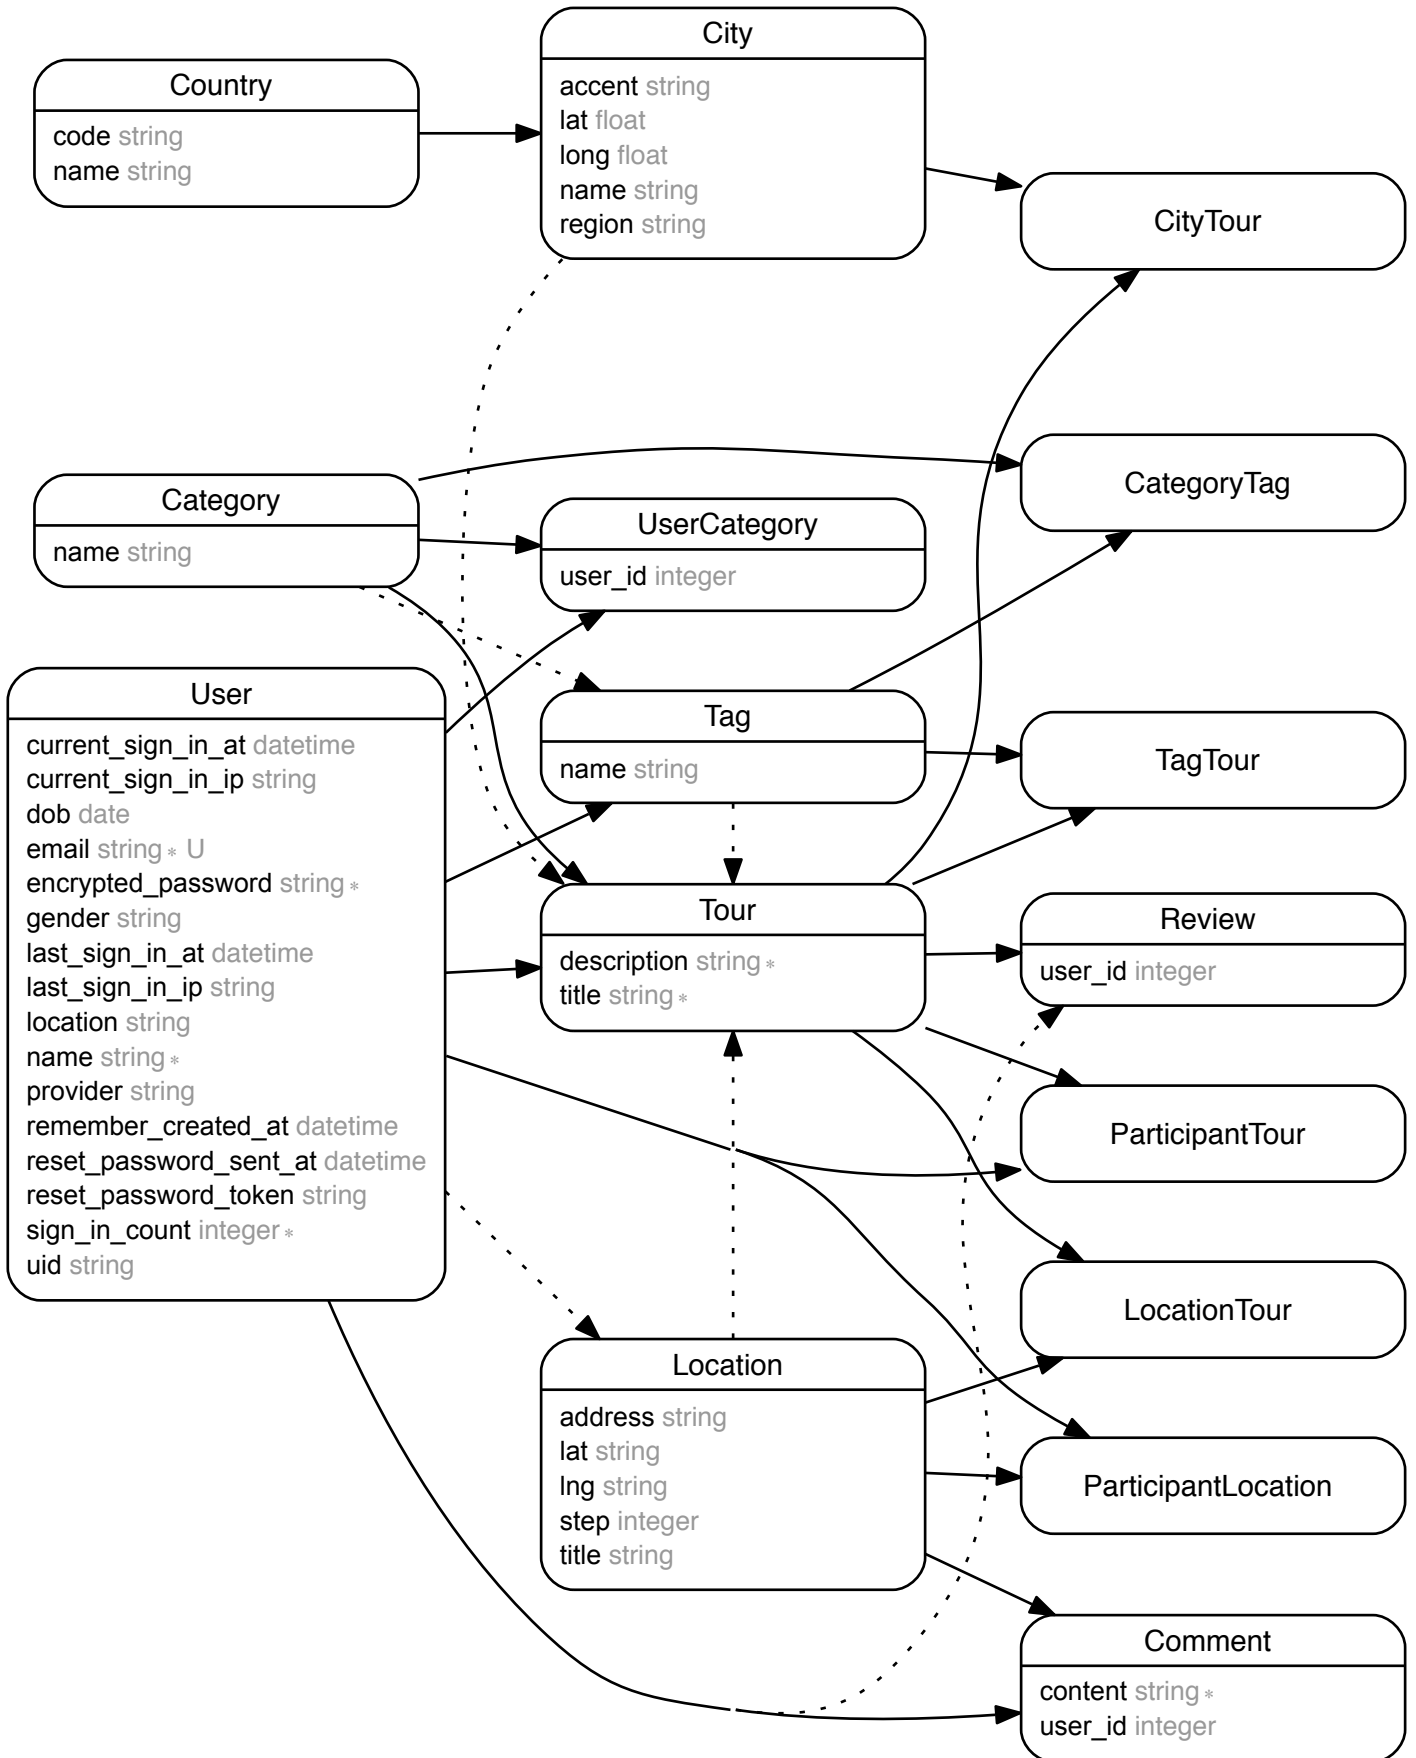 Country
code string
name string
City
accent string
lat float
long float
name string
region string
CityTour
Category
name string
UserCategory
user_id integer
CategoryTag
User
current_sign_in_at datetime
current_sign_in_ip string
dob date
email string ∗ U
encrypted_password string ∗
gender string
last_sign_in_at datetime
last_sign_in_ip string
location string
name string ∗
provider string
remember_created_at datetime
reset_password_sent_at datetime
reset_password_token string
sign_in_count integer ∗
uid string
Tag
name string
TagTour
Tour
description string ∗
title string ∗
Review
user_id integer
ParticipantTour
LocationTour
Location
address string
lat string
lng string
step integer
title string
ParticipantLocation
Comment
content string ∗
user_id integer